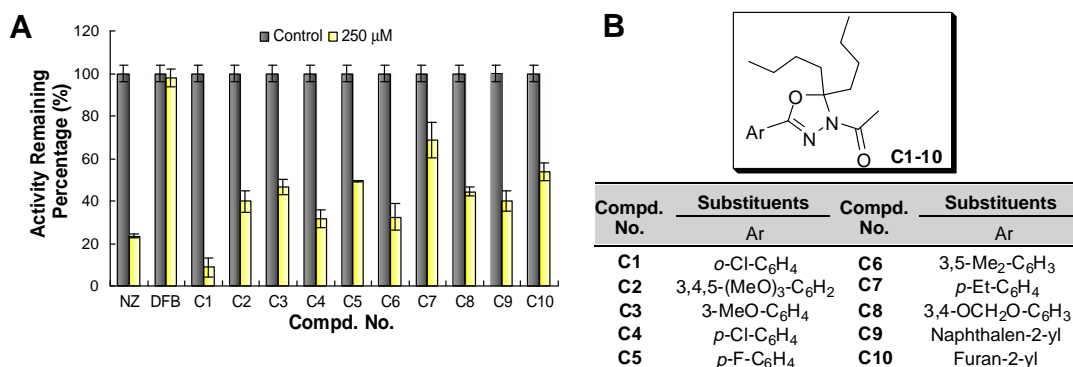 A
Activity Remaining
Percentage (%)
120
100
80
60
40
20
0
Control 250 μM
NZ DFB C1 C2 C3 C4 C5 C6 C7 C8 C9 C10
Compd. No.
B
O
N
N
Ar
O
C1-10
Compd.
No.
Substituents
Ar
Compd.
No.
Substituents
Ar
C1 o-Cl-C₆H₄ C6 3,5-Me₂-C₆H₃
C2 3,4,5-(MeO)₃-C₆H₂ C7 p-Et-C₆H₄
C3 3-MeO-C₆H₄ C8 3,4-OCH₂O-C₆H₃
C4 p-Cl-C₆H₄ C9 Naphthalen-2-yl
C5 p-F-C₆H₄ C10 Furan-2-yl